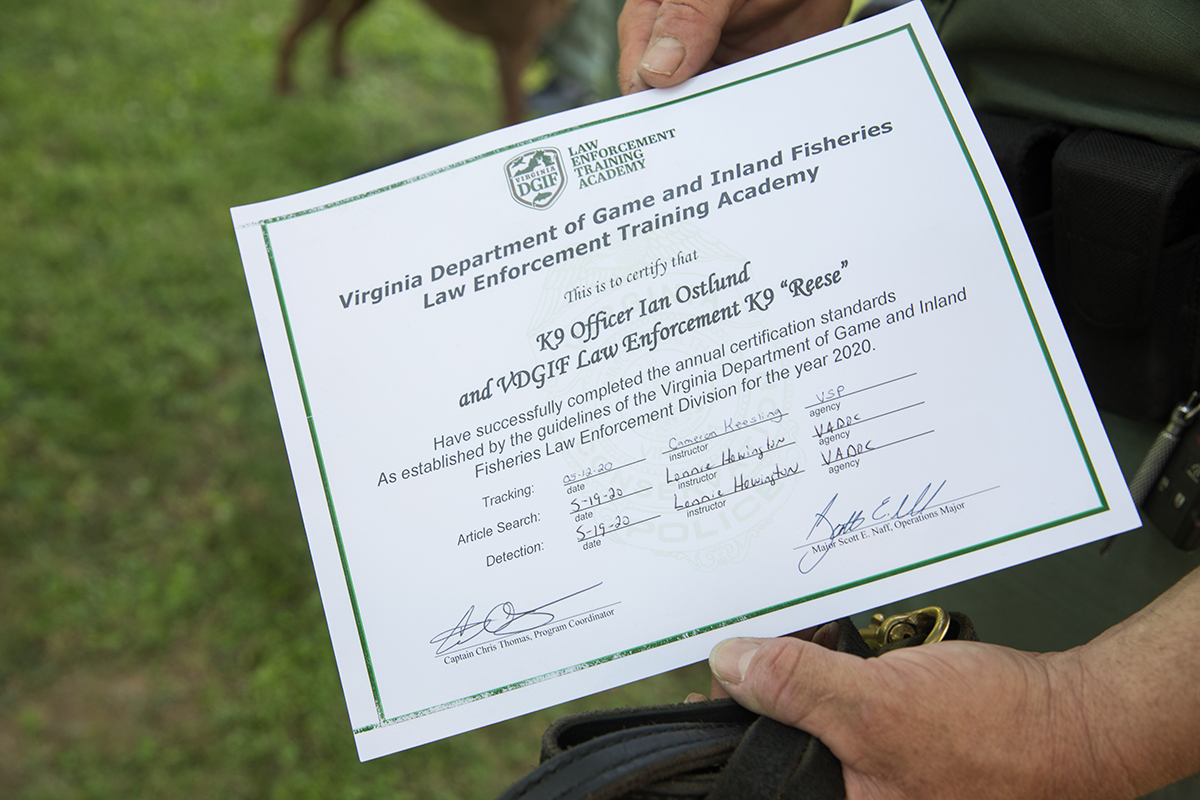 VIRGINIA
DGIF
LAW
ENFORCEMENT
TRAINING
ACADEMY
Virginia Department of Game and Inland Fisheries
Law Enforcement Training Academy
This is to certify that
K9 Officer Ian Ostlund
and VDGIF Law Enforcement K9 “Reese”
Have successfully completed the annual certification standards
As established by the guidelines of the Virginia Department of Game and Inland
Fisheries Law Enforcement Division for the year 2020.
Tracking: 05-12-20 Cameron Keesling VSP
date instructor agency
Article Search: 5-19-20 Lonnie Hewington VADOC
date instructor agency
Detection: 5-19-20 Lonnie Hewington VADOC
date instructor agency
Captain Chris Thomas, Program Coordinator
Major Scott E. Naff, Operations Major
POLICE